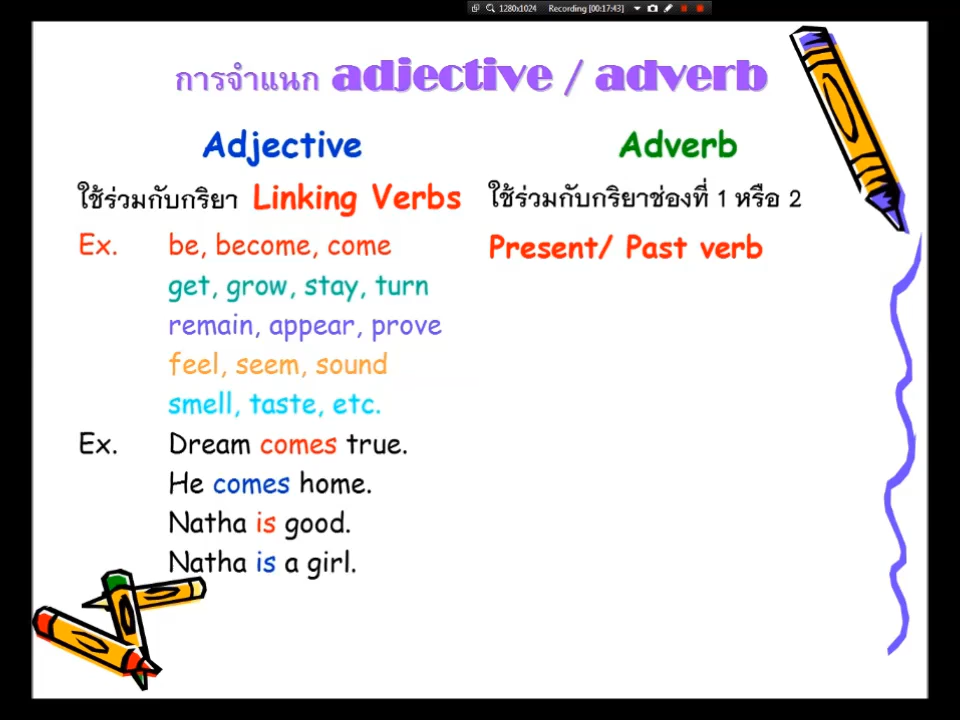 1280x1024 Recording [00:17:43]
การจำแนก adjective / adverb
Adjective
ใช้ร่วมกับกริยา Linking Verbs
Ex. be, become, come
get, grow, stay, turn
remain, appear, prove
feel, seem, sound
smell, taste, etc.
Ex. Dream comes true.
He comes home.
Natha is good.
Natha is a girl.
Adverb
ใช้ร่วมกับกริยาช่องที่ 1 หรือ 2
Present/ Past verb